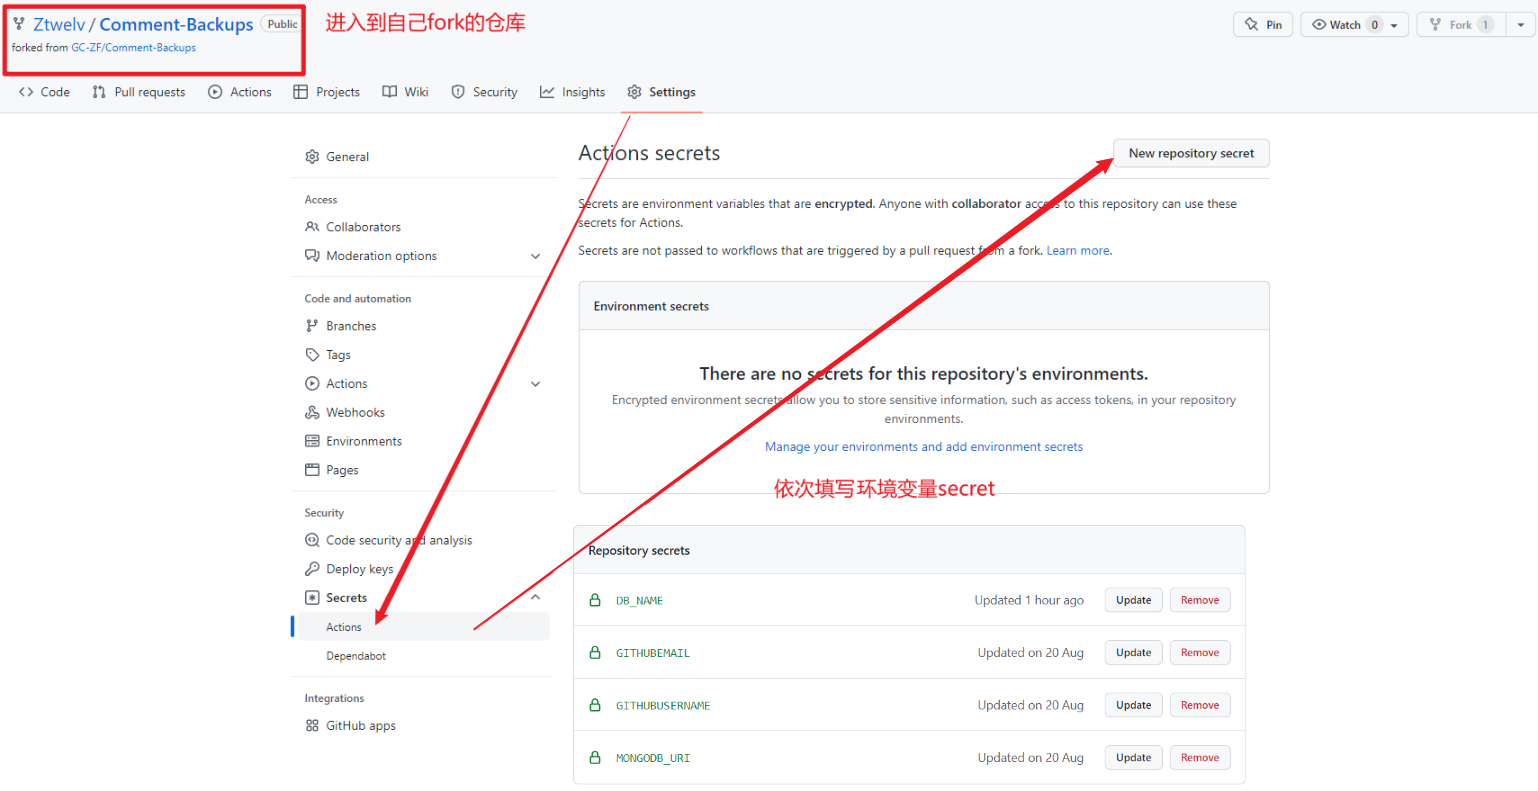 Ztwelv / Comment-Backups Public
进入到自己fork的仓库
Pin
Watch 0
Fork 1
forked from GC-ZF/Comment-Backups
Code
Pull requests
Actions
Projects
Wiki
Security
Insights
Settings
General
Access
Collaborators
Moderation options
Code and automation
Branches
Tags
Actions
Webhooks
Environments
Pages
Security
Code security and analysis
Deploy keys
Secrets
Actions
Dependabot
Integrations
GitHub apps
Actions secrets
New repository secret
Secrets are environment variables that are encrypted. Anyone with collaborator access to this repository can use these
secrets for Actions.
Secrets are not passed to workflows that are triggered by a pull request from a fork. Learn more.
Environment secrets
There are no secrets for this repository's environments.
Encrypted environment secrets allow you to store sensitive information, such as access tokens, in your repository
environments.
Manage your environments and add environment secrets
依次填写环境变量secret
Repository secrets
DB_NAME Updated 1 hour ago Update Remove
GITHUBEMAIL Updated on 20 Aug Update Remove
GITHUBUSERNAME Updated on 20 Aug Update Remove
MONGODB_URI Updated on 20 Aug Update Remove